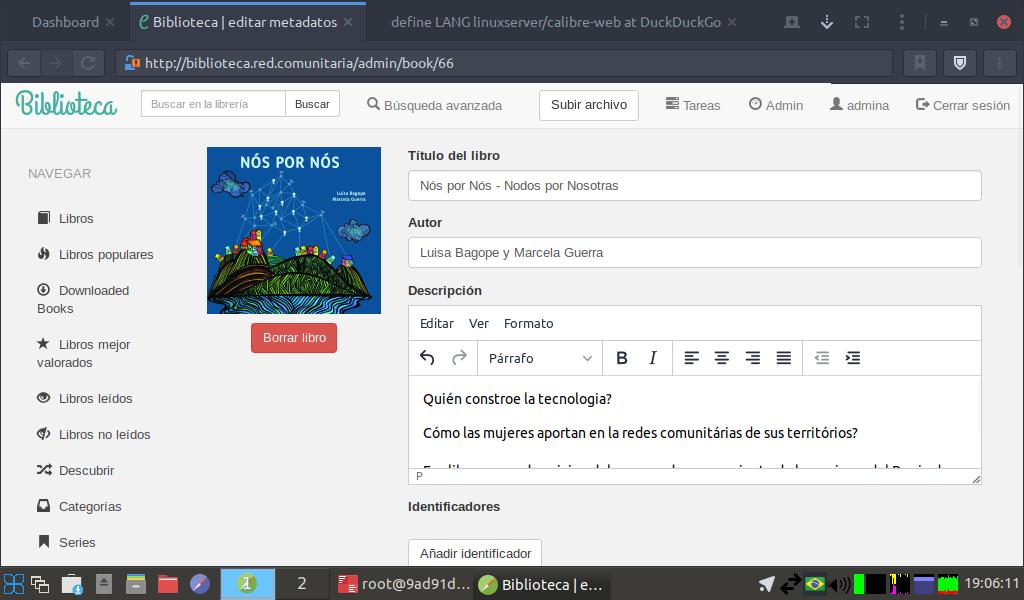 Dashboard
Biblioteca | editar metadatos
define LANG linuxserver/calibre-web at DuckDuckGo
http://biblioteca.red.comunitaria/admin/book/66
Biblioteca
Buscar en la librería
Buscar
Búsqueda avanzada
Subir archivo
Tareas
Admin
admina
Cerrar sesión
NAVEGAR
Libros
Libros populares
Downloaded
Books
Libros mejor
valorados
Libros leídos
Libros no leídos
Descubrir
Categorías
Series
NÓS POR NÓS
Luisa Bagope
Marcela Guerra
Borrar libro
Título del libro
Nós por Nós - Nodos por Nosotras
Autor
Luisa Bagope y Marcela Guerra
Descripción
Editar Ver Formato
Párrafo
B I
Quién constroe la tecnologia?
Cómo las mujeres aportan en la redes comunitárias de sus territórios?
P
Identificadores
Añadir identificador
1
2
root@9ad91d...
Biblioteca | e...
19:06:11